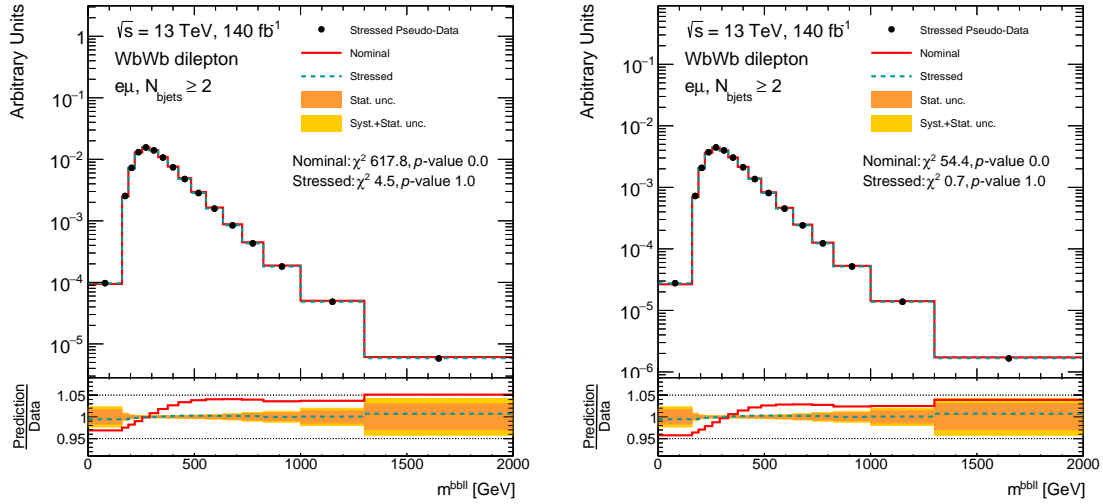 Arbitrary Units
1
10⁻¹
10⁻²
10⁻³
10⁻⁴
10⁻⁵
√s = 13 TeV, 140 fb⁻¹
WbWb dilepton
eμ, N_bjets ≥ 2
Stressed Pseudo-Data
Nominal
Stressed
Stat. unc.
Syst.+Stat. unc.
Nominal: χ² 617.8, p-value 0.0
Stressed: χ² 4.5, p-value 1.0
Prediction
Data
1.05
1
0.95
0 500 1000 1500 2000
m^bbll [GeV]
Arbitrary Units
1
10⁻¹
10⁻²
10⁻³
10⁻⁴
10⁻⁵
10⁻⁶
√s = 13 TeV, 140 fb⁻¹
WbWb dilepton
eμ, N_bjets ≥ 2
Stressed Pseudo-Data
Nominal
Stressed
Stat. unc.
Syst.+Stat. unc.
Nominal: χ² 54.4, p-value 0.0
Stressed: χ² 0.7, p-value 1.0
Prediction
Data
1.05
1
0.95
0 500 1000 1500 2000
m^bbll [GeV]